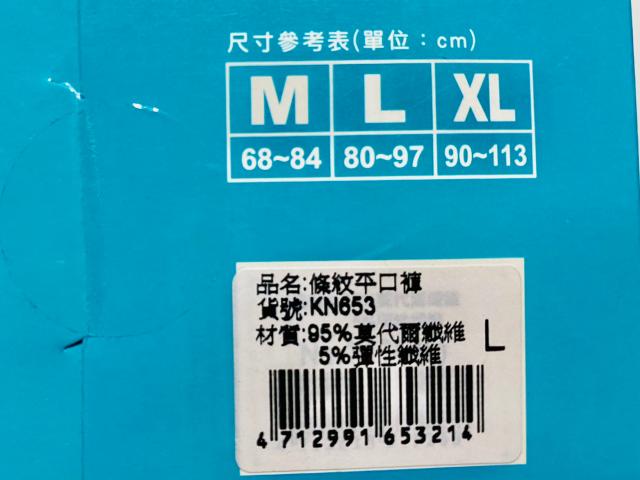 尺寸參考表(單位：cm)
M L XL
68~84 80~97 90~113
品名:條紋平口褲
貨號:KN653
材質:95%莫代爾纖維
5%彈性纖維
L
4 712991 653214